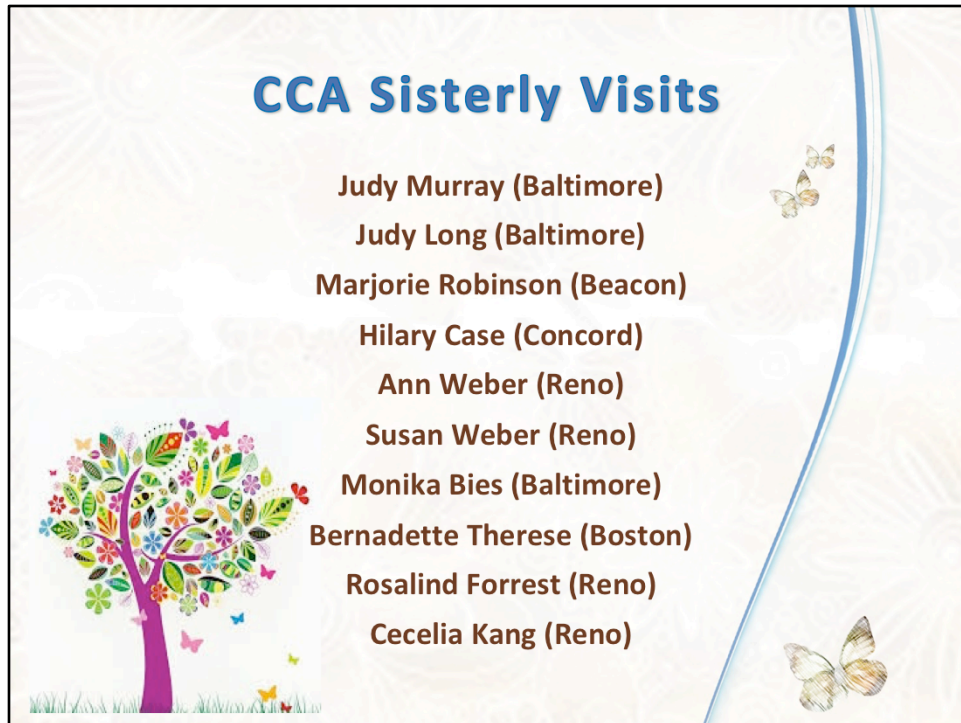 CCA Sisterly Visits
Judy Murray (Baltimore)
Judy Long (Baltimore)
Marjorie Robinson (Beacon)
Hilary Case (Concord)
Ann Weber (Reno)
Susan Weber (Reno)
Monika Bies (Baltimore)
Bernadette Therese (Boston)
Rosalind Forrest (Reno)
Cecelia Kang (Reno)